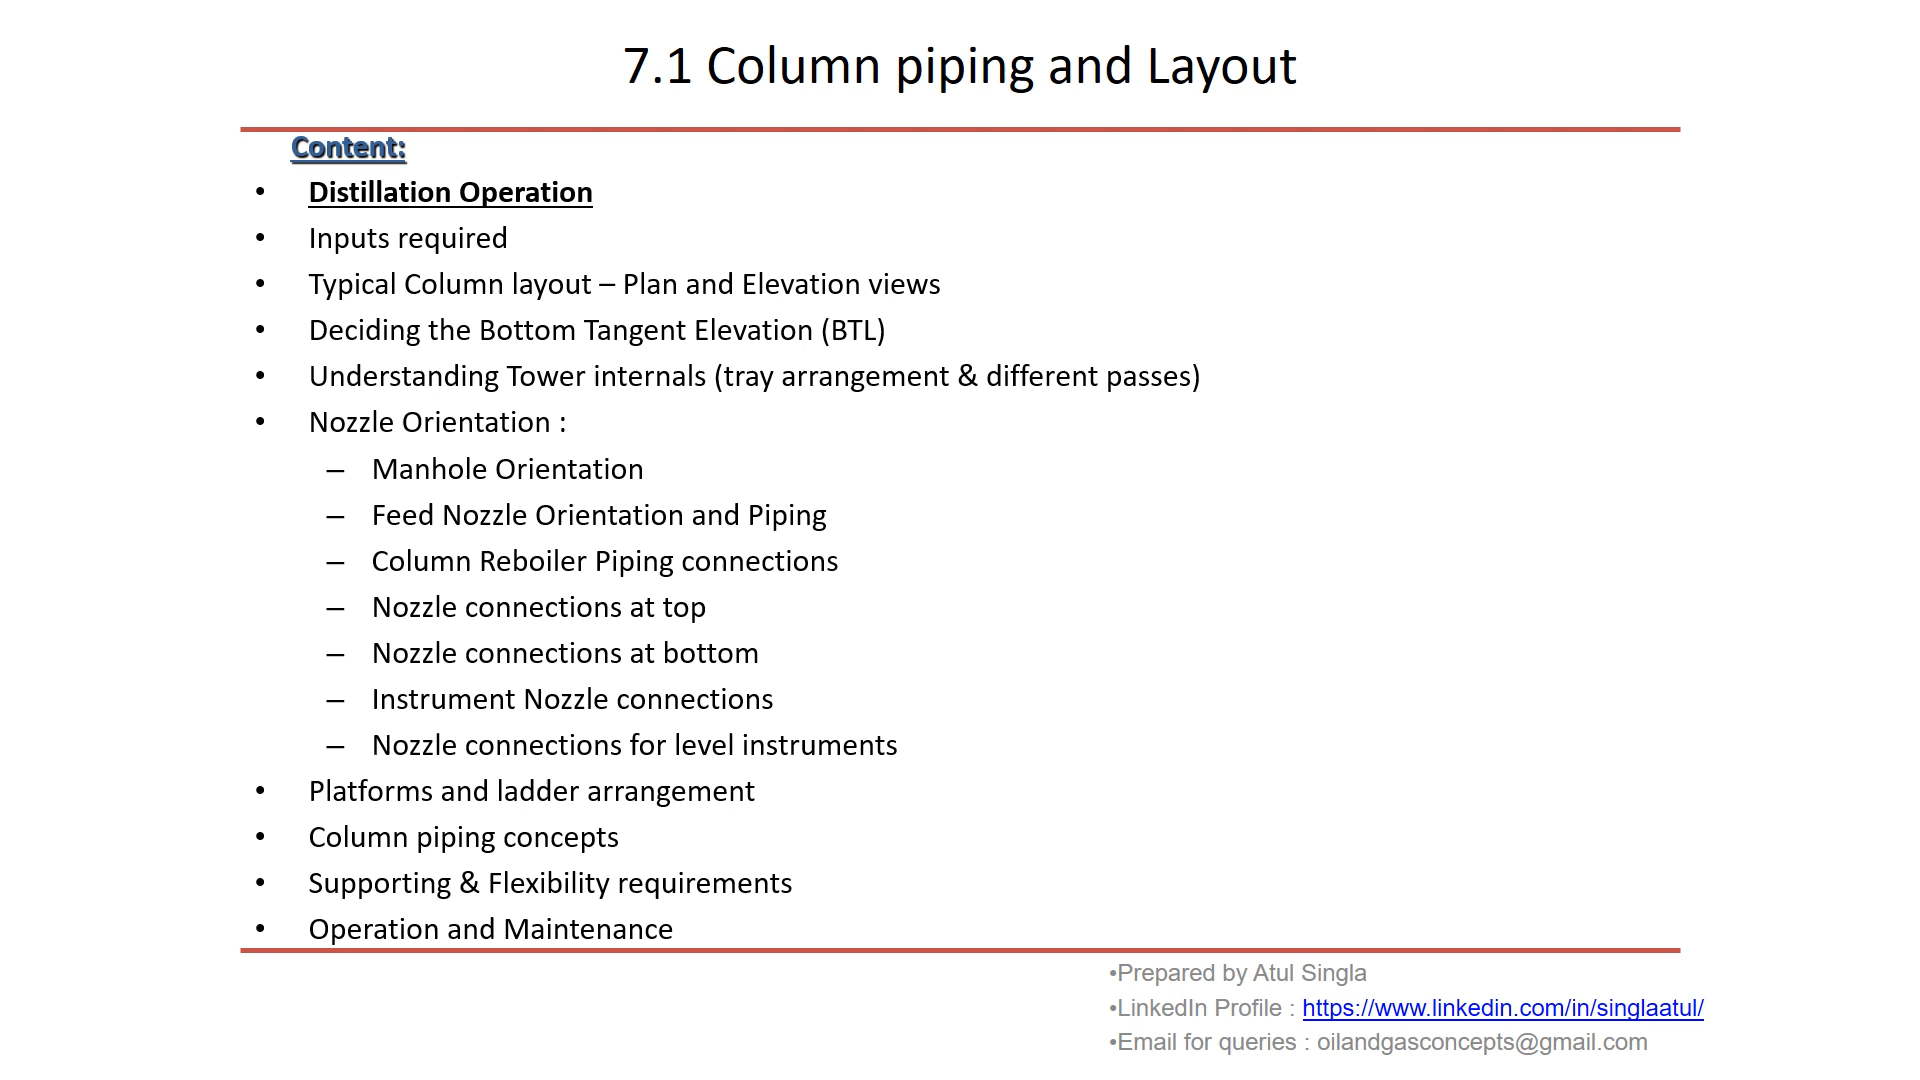 7.1 Column piping and Layout
Content:
• Distillation Operation
• Inputs required
• Typical Column layout – Plan and Elevation views
• Deciding the Bottom Tangent Elevation (BTL)
• Understanding Tower internals (tray arrangement & different passes)
• Nozzle Orientation :
– Manhole Orientation
– Feed Nozzle Orientation and Piping
– Column Reboiler Piping connections
– Nozzle connections at top
– Nozzle connections at bottom
– Instrument Nozzle connections
– Nozzle connections for level instruments
• Platforms and ladder arrangement
• Column piping concepts
• Supporting & Flexibility requirements
• Operation and Maintenance
•Prepared by Atul Singla
•LinkedIn Profile : https://www.linkedin.com/in/singlaatul/
•Email for queries : oilandgasconcepts@gmail.com